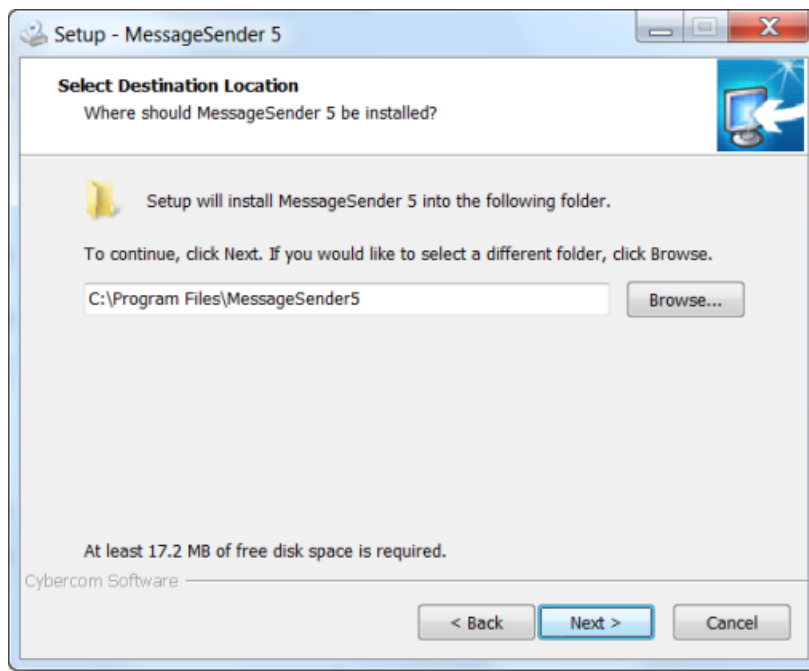 Setup - MessageSender 5
Select Destination Location
Where should MessageSender 5 be installed?
Setup will install MessageSender 5 into the following folder.
To continue, click Next. If you would like to select a different folder, click Browse.
C:\Program Files\MessageSender5
Browse...
At least 17.2 MB of free disk space is required.
Cybercom Software
< Back
Next >
Cancel